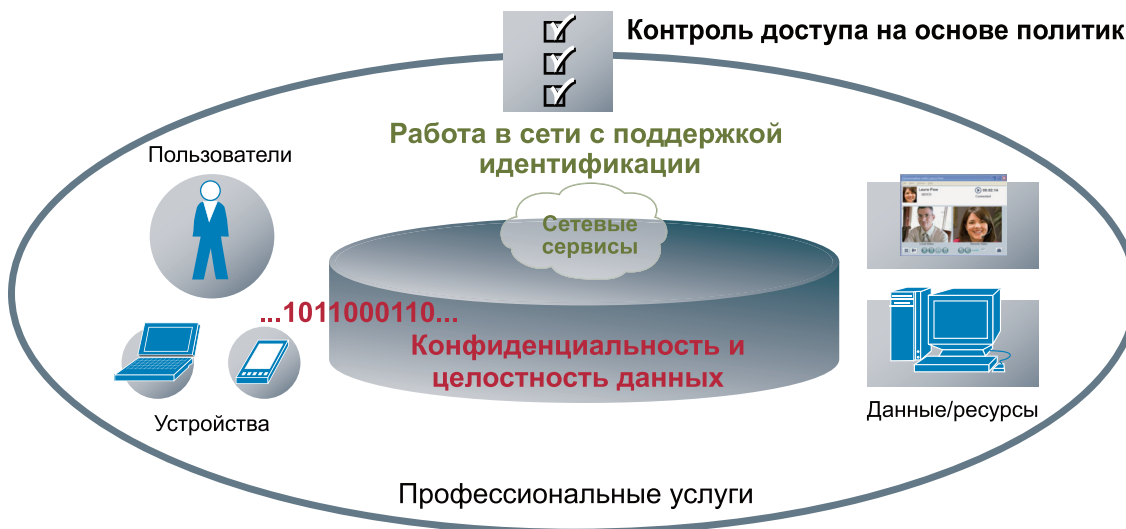 Контроль доступа на основе политик
Работа в сети с поддержкой
идентификации
Пользователи
Сетевые
сервисы
...1011000110...
Конфиденциальность и
целостность данных
Устройства
Данные/ресурсы
Профессиональные услуги